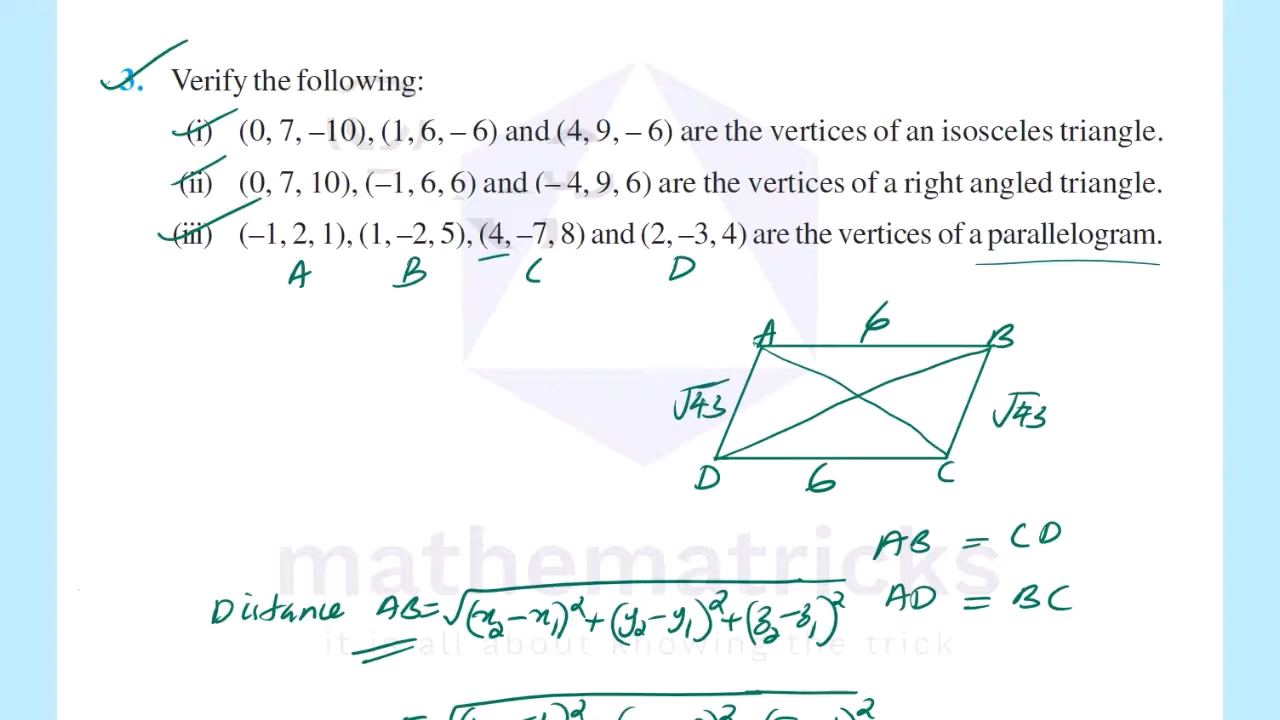 3. Verify the following:
(i) (0, 7, –10), (1, 6, – 6) and (4, 9, – 6) are the vertices of an isosceles triangle.
(ii) (0, 7, 10), (–1, 6, 6) and (– 4, 9, 6) are the vertices of a right angled triangle.
(iii) (–1, 2, 1), (1, –2, 5), (4, –7, 8) and (2, –3, 4) are the vertices of a parallelogram.
A B C D
6
A B
√43 √43
D 6 C
AB = CD
mathematricks
AD = BC
Distance AB = √(x₂ – x₁)² + (y₂ – y₁)² + (z₂ – z₁)²
it is all about knowing the trick